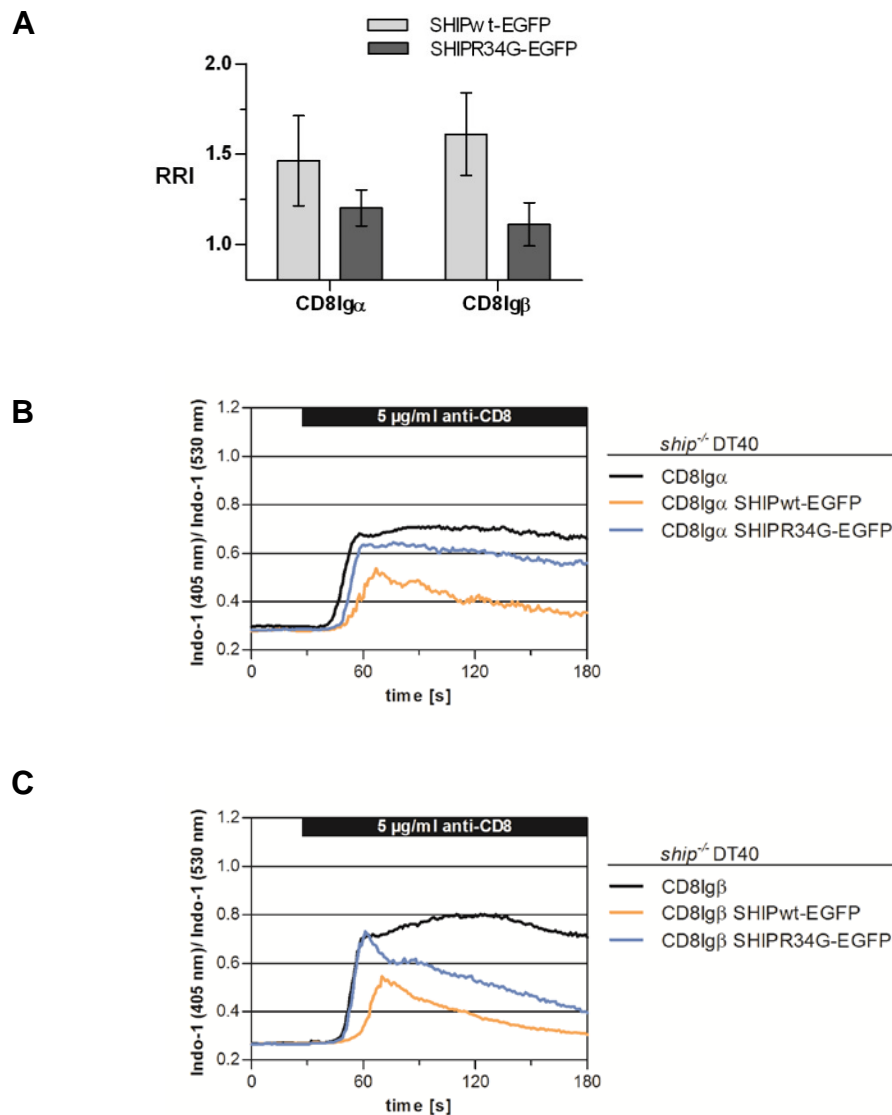 A
SHIPwt-EGFP
SHIPR34G-EGFP
2.0
1.5
1.0
RRI
CD8Igα CD8Igβ
B
5 µg/ml anti-CD8
1.2
1.0
0.8
0.6
0.4
0.2
Indo-1 (405 nm)/ Indo-1 (530 nm)
0 60 120 180
time [s]
ship-/- DT40
CD8Igα
CD8Igα SHIPwt-EGFP
CD8Igα SHIPR34G-EGFP
C
5 µg/ml anti-CD8
1.2
1.0
0.8
0.6
0.4
0.2
Indo-1 (405 nm)/ Indo-1 (530 nm)
0 60 120 180
time [s]
ship-/- DT40
CD8Igβ
CD8Igβ SHIPwt-EGFP
CD8Igβ SHIPR34G-EGFP